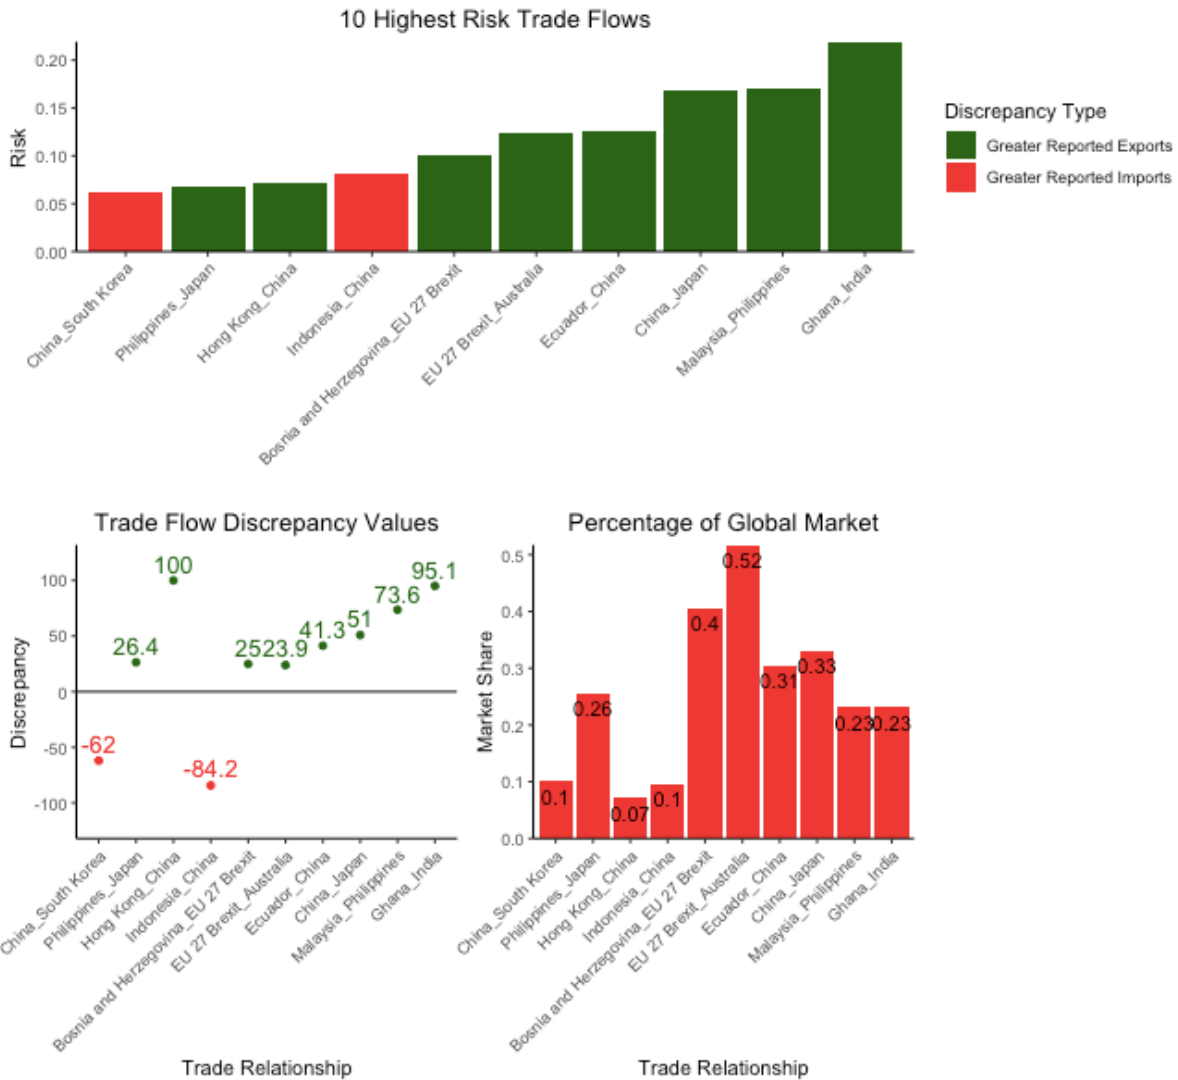 10 Highest Risk Trade Flows
Risk
0.20
0.15
0.10
0.05
0.00
China_South Korea
Philippines_Japan
Hong Kong_China
Indonesia_China
Bosnia and Herzegovina_EU 27 Brexit
EU 27 Brexit_Australia
Ecuador_China
China_Japan
Malaysia_Philippines
Ghana_India
Discrepancy Type
Greater Reported Exports
Greater Reported Imports
Trade Flow Discrepancy Values
Discrepancy
100
50
0
-50
-100
-62
26.4
100
-84.2
25
23.9
41.3
51
73.6
95.1
China_South Korea
Philippines_Japan
Hong Kong_China
Indonesia_China
Bosnia and Herzegovina_EU 27 Brexit
EU 27 Brexit_Australia
Ecuador_China
China_Japan
Malaysia_Philippines
Ghana_India
Trade Relationship
Percentage of Global Market
Market Share
0.5
0.4
0.3
0.2
0.1
0.0
0.1
0.26
0.07
0.1
0.4
0.52
0.31
0.33
0.23
0.23
China_South Korea
Philippines_Japan
Hong Kong_China
Indonesia_China
Bosnia and Herzegovina_EU 27 Brexit
EU 27 Brexit_Australia
Ecuador_China
China_Japan
Malaysia_Philippines
Ghana_India
Trade Relationship